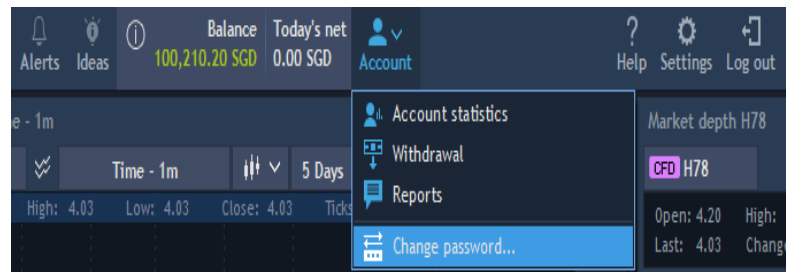 Balance Today's net
100,210.20 SGD 0.00 SGD
Alerts Ideas Account Help Settings Log out
e - 1m
Account statistics
Market depth H78
Withdrawal
Time - 1m 5 Days
CFD H78
Reports
High: 4.03 Low: 4.03 Close: 4.03 Ticks
Open: 4.20 High:
Change password...
Last: 4.03 Change